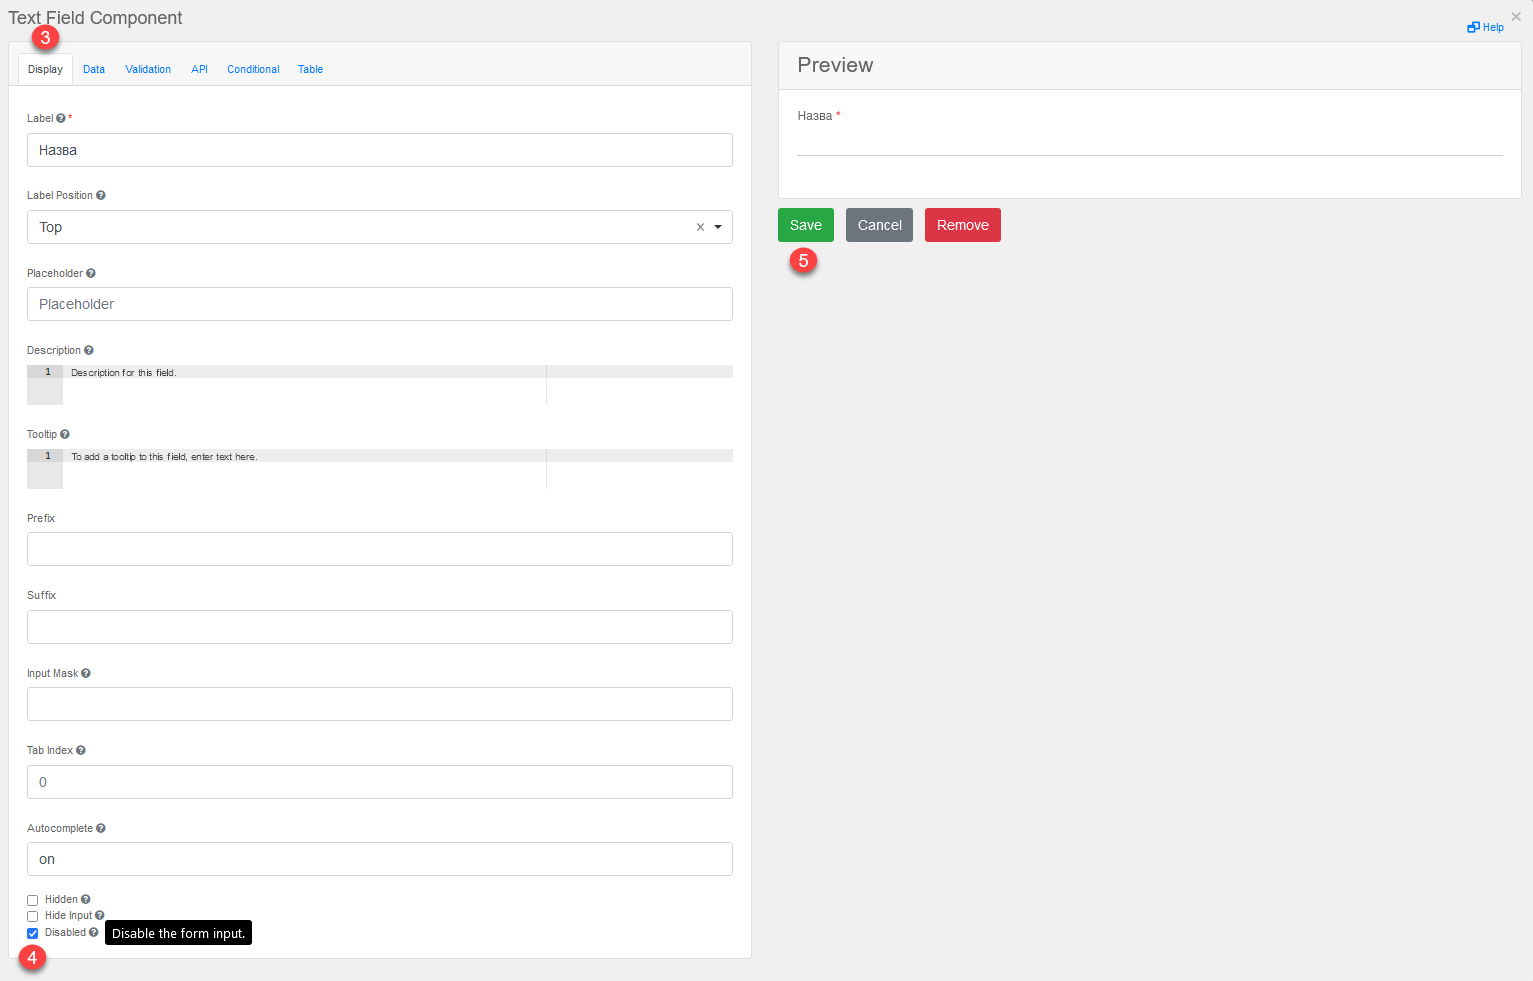 Text Field Component
×
Help
3
Display Data Validation API Conditional Table
Label *
Назва
Label Position
Top ×
Placeholder
Placeholder
Description
1 Description for this field.
Tooltip
1 To add a tooltip to this field, enter text here.
Prefix
Suffix
Input Mask
Tab Index
0
Autocomplete
on
Hidden
Hide Input
Disabled
Disable the form input.
4
Preview
Назва *
Save Cancel Remove
5